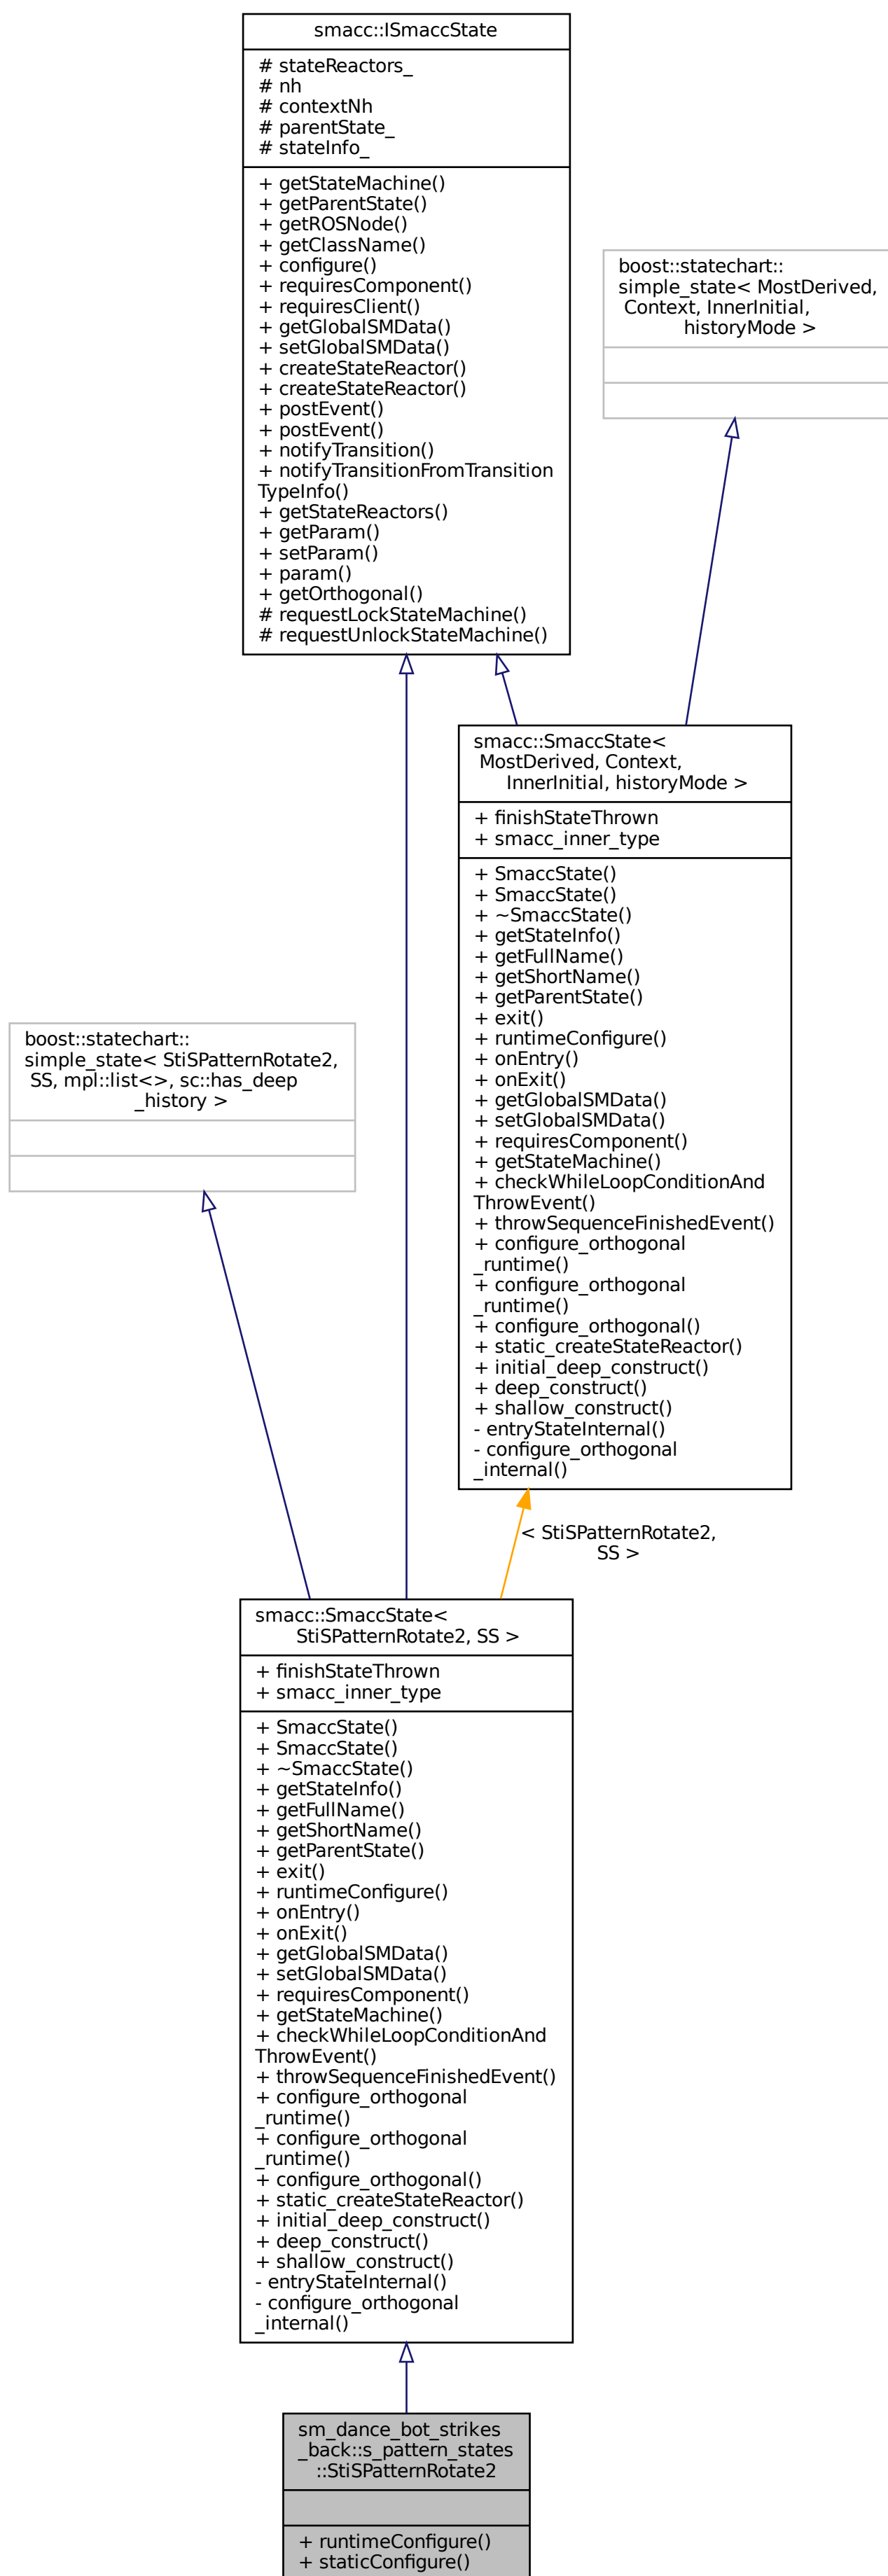 smacc::ISmaccState
# stateReactors_
# nh
# contextNh
# parentState_
# stateInfo_
+ getStateMachine()
+ getParentState()
+ getROSNode()
+ getClassName()
+ configure()
+ requiresComponent()
+ requiresClient()
+ getGlobalSMData()
+ setGlobalSMData()
+ createStateReactor()
+ createStateReactor()
+ postEvent()
+ postEvent()
+ notifyTransition()
+ notifyTransitionFromTransition
TypeInfo()
+ getStateReactors()
+ getParam()
+ setParam()
+ param()
+ getOrthogonal()
# requestLockStateMachine()
# requestUnlockStateMachine()
boost::statechart::
simple_state< MostDerived,
Context, InnerInitial,
historyMode >
smacc::SmaccState<
MostDerived, Context,
InnerInitial, historyMode >
+ finishStateThrown
+ smacc_inner_type
+ SmaccState()
+ SmaccState()
+ ~SmaccState()
+ getStateInfo()
+ getFullName()
+ getShortName()
+ getParentState()
+ exit()
+ runtimeConfigure()
+ onEntry()
+ onExit()
+ getGlobalSMData()
+ setGlobalSMData()
+ requiresComponent()
+ getStateMachine()
+ checkWhileLoopConditionAnd
ThrowEvent()
+ throwSequenceFinishedEvent()
+ configure_orthogonal
_runtime()
+ configure_orthogonal
_runtime()
+ configure_orthogonal()
+ static_createStateReactor()
+ initial_deep_construct()
+ deep_construct()
+ shallow_construct()
- entryStateInternal()
- configure_orthogonal
_internal()
boost::statechart::
simple_state< StiSPatternRotate2,
SS, mpl::list<>, sc::has_deep
_history >
< StiSPatternRotate2,
SS >
smacc::SmaccState<
StiSPatternRotate2, SS >
+ finishStateThrown
+ smacc_inner_type
+ SmaccState()
+ SmaccState()
+ ~SmaccState()
+ getStateInfo()
+ getFullName()
+ getShortName()
+ getParentState()
+ exit()
+ runtimeConfigure()
+ onEntry()
+ onExit()
+ getGlobalSMData()
+ setGlobalSMData()
+ requiresComponent()
+ getStateMachine()
+ checkWhileLoopConditionAnd
ThrowEvent()
+ throwSequenceFinishedEvent()
+ configure_orthogonal
_runtime()
+ configure_orthogonal
_runtime()
+ configure_orthogonal()
+ static_createStateReactor()
+ initial_deep_construct()
+ deep_construct()
+ shallow_construct()
- entryStateInternal()
- configure_orthogonal
_internal()
sm_dance_bot_strikes
_back::s_pattern_states
::StiSPatternRotate2
+ runtimeConfigure()
+ staticConfigure()